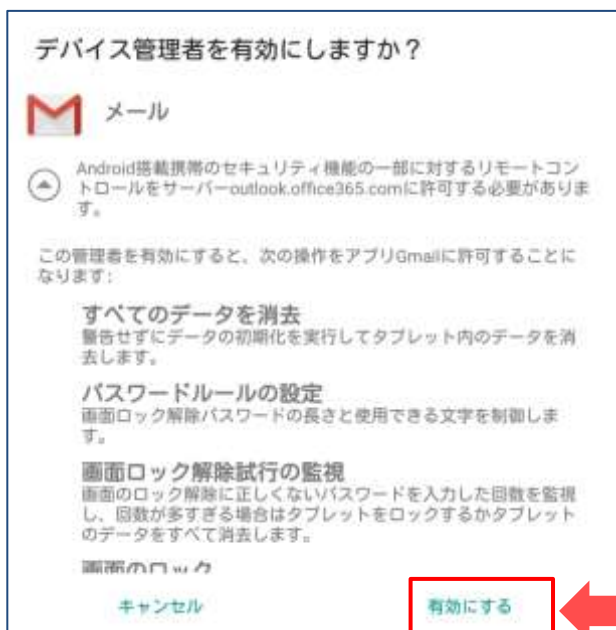 デバイス管理者を有効にしますか？
メール
Android搭載携帯のセキュリティ機能の一部に対するリモートコン
トロールをサーバーoutlook.office365.comに許可する必要がありま
す。
この管理者を有効にすると、次の操作をアプリGmailに許可することに
なります:
すべてのデータを消去
警告せずにデータの初期化を実行してタブレット内のデータを消
去します。
パスワードルールの設定
画面ロック解除パスワードの長さと使用できる文字を制御しま
す。
画面ロック解除試行の監視
画面のロック解除に正しくないパスワードを入力した回数を監視
し、回数が多すぎる場合はタブレットをロックするかタブレット
のデータをすべて消去します。
画面のロック
キャンセル
有効にする